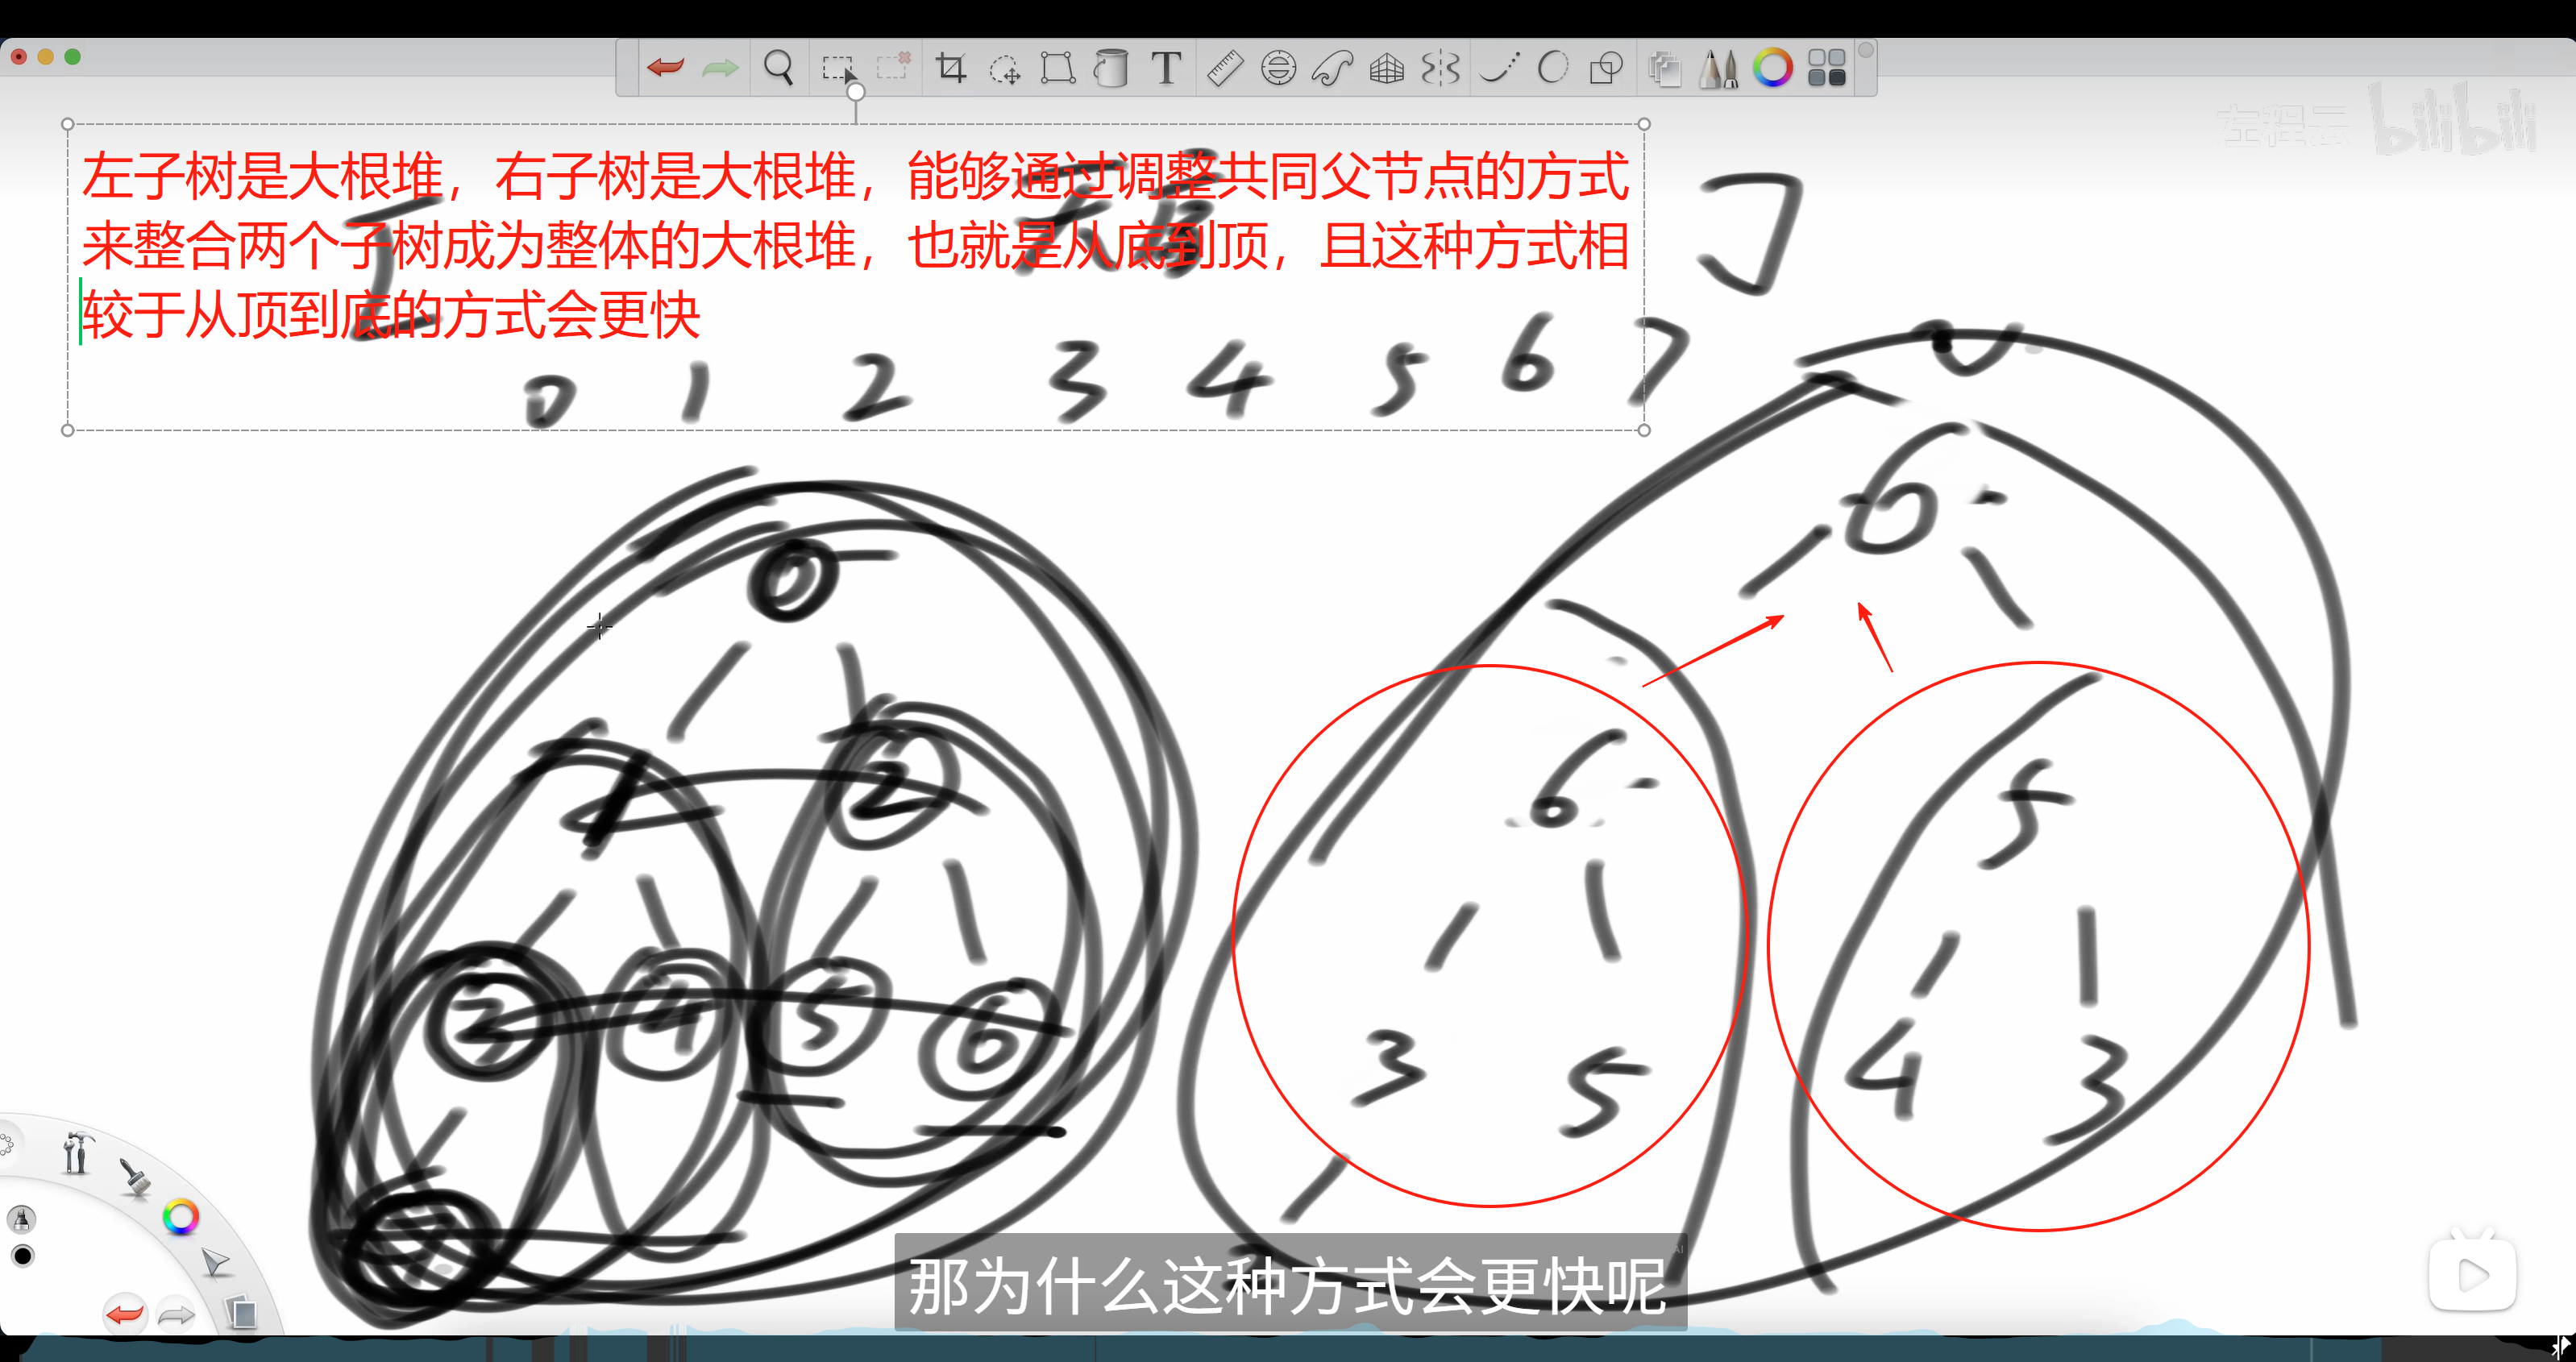 左程云 bilibili
左子树是大根堆，右子树是大根堆，能够通过调整共同父节点的方式
来整合两个子树成为整体的大根堆，也就是从底到顶，且这种方式相
较于从顶到底的方式会更快
0 1 2 3 4 5 6 7
0
6
1 2
6 5
3 4 5 6
3 5 4 3
那为什么这种方式会更快呢